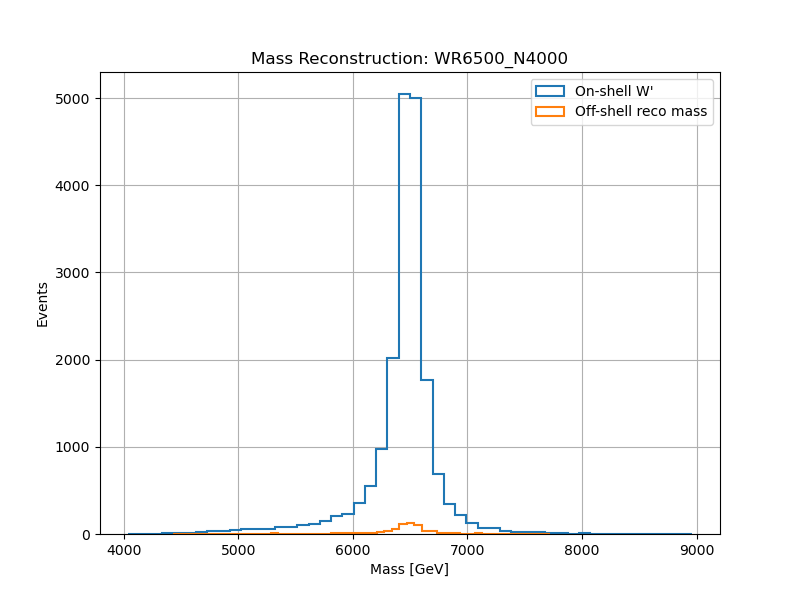 Mass Reconstruction: WR6500_N4000
On-shell W'
Off-shell reco mass
5000
4000
3000
2000
1000
0
Events
4000 5000 6000 7000 8000 9000
Mass [GeV]